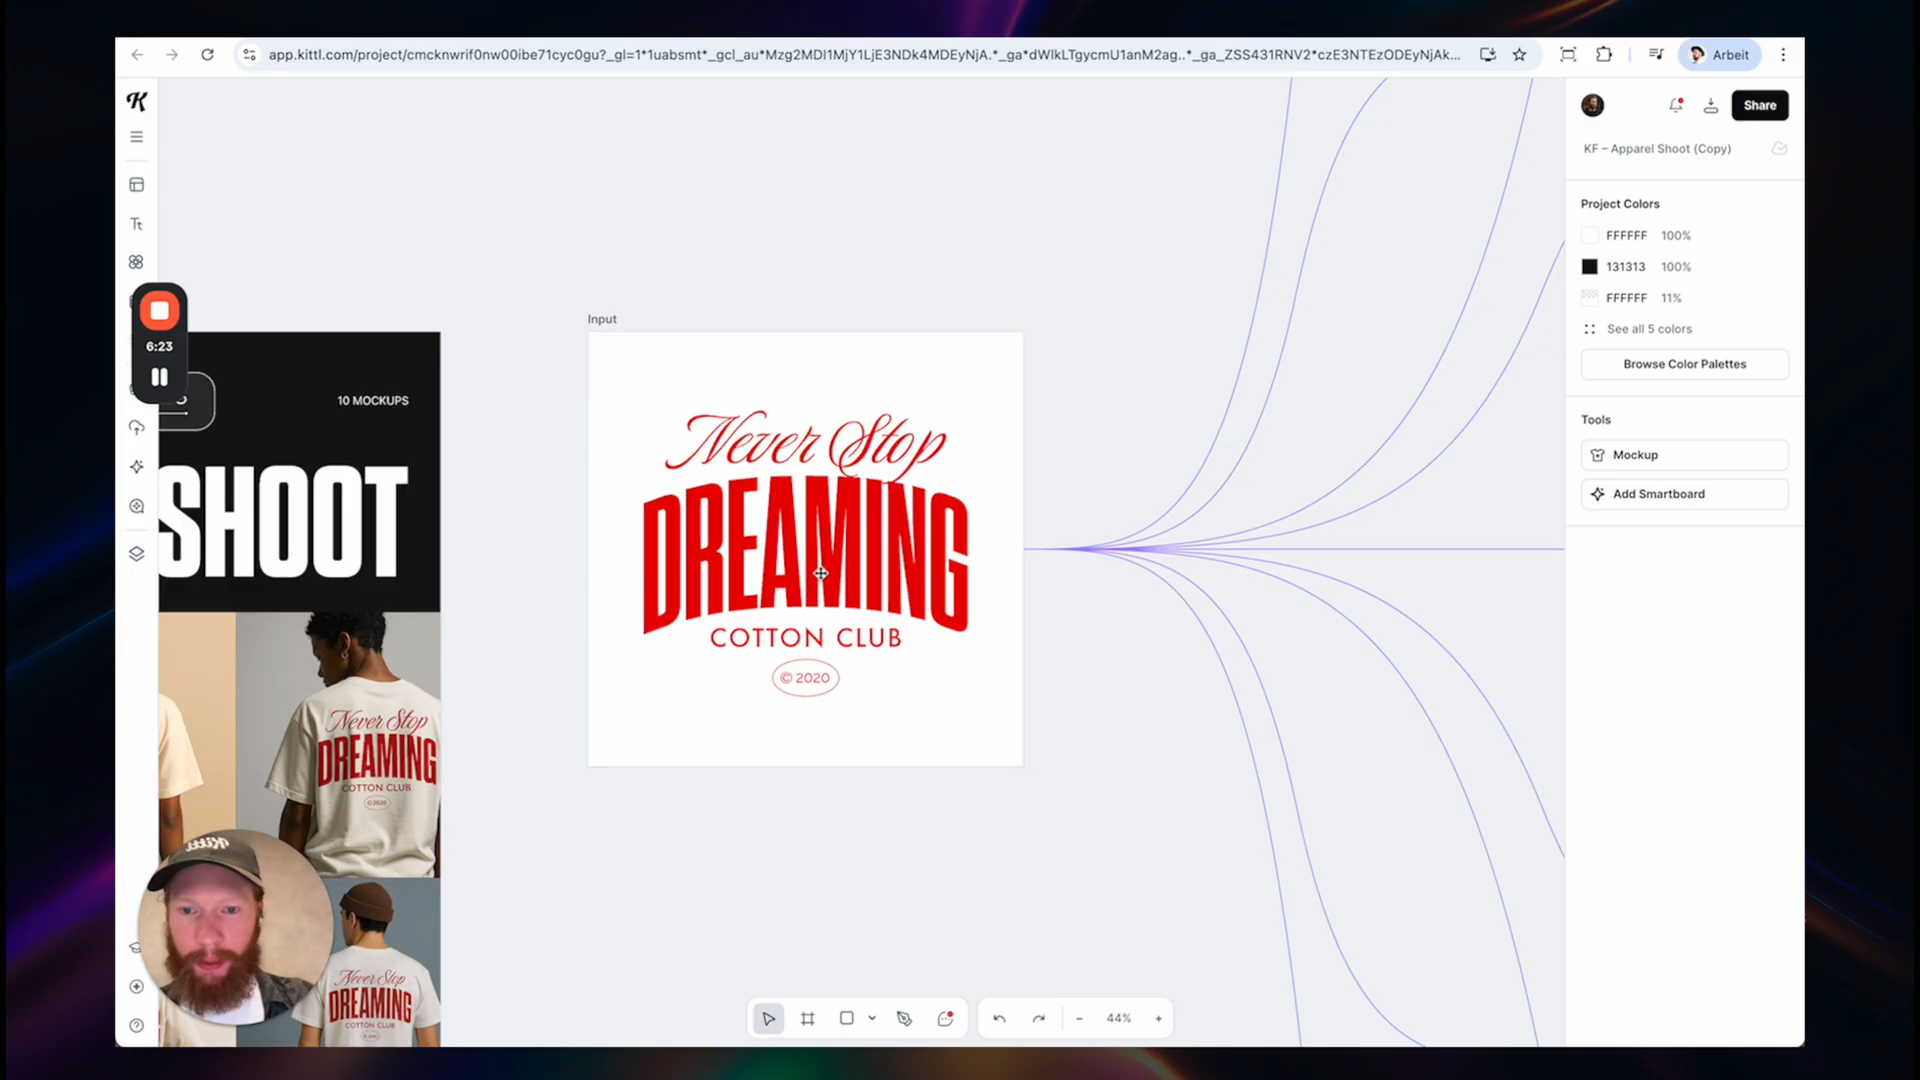 app.kittl.com/project/cmcknwrif0nw00ibe71cyc0gu?_gl=1*1uabsmt*_gcl_au*Mzg2MDI1MjY1LjE3NDk4MDEyNjA.*_ga*dWlkLTgycmU1anM2ag..*_ga_ZSS431RNV2*czE3NTEzODEyNjAk...
Arbeit
K
Share
KF – Apparel Shoot (Copy)
Tt
Project Colors
FFFFFF 100%
131313 100%
FFFFFF 11%
See all 5 colors
Browse Color Palettes
Tools
Mockup
Add Smartboard
6:23
10 MOCKUPS
SHOOT
Input
Never Stop
DREAMING
COTTON CLUB
© 2020
Never Stop
DREAMING
COTTON CLUB
© 2020
Kittl
Never Stop
DREAMING
COTTON CLUB
44%